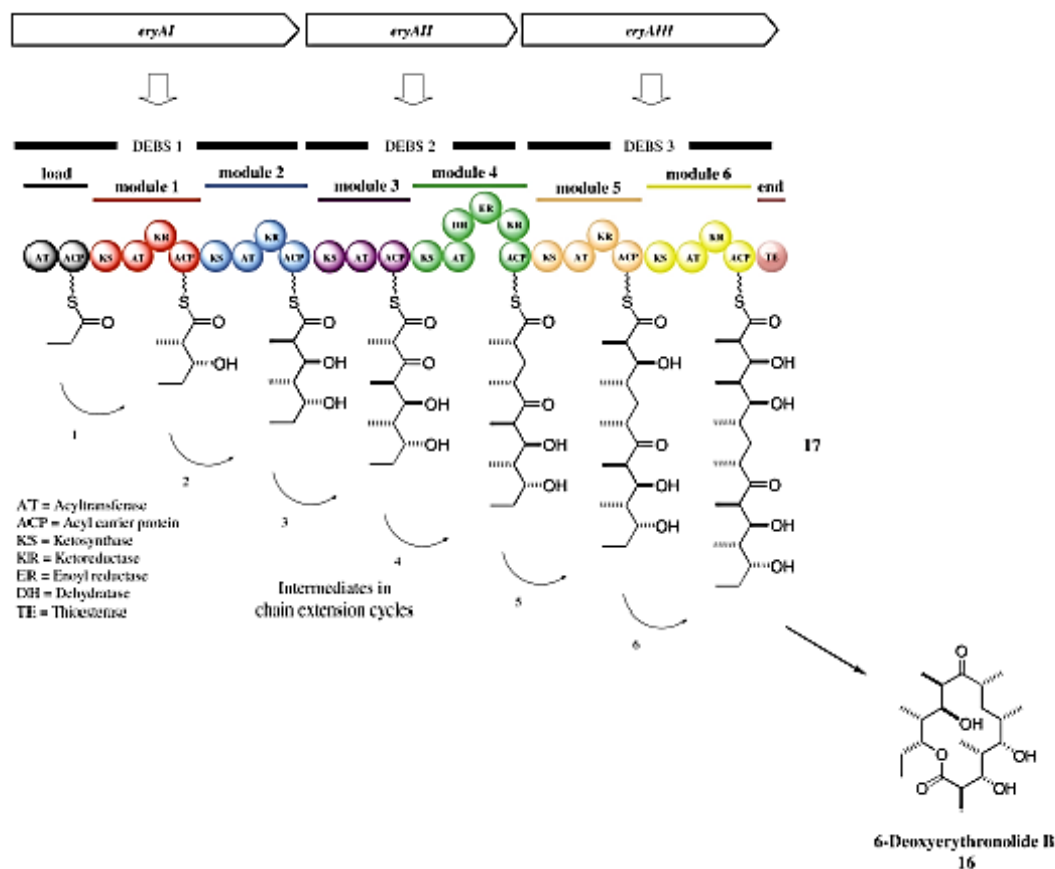 eryAI eryAII eryAIII
DEBS 1 DEBS 2 DEBS 3
load module 1 module 2 module 3 module 4 module 5 module 6 end
AT ACP KS AT KR ACP KS AT KR ACP KS AT ACP KS AT DH ER KR ACP KS AT KR ACP KS AT KR ACP TE
S S S S S S S
O O O O O O O
OH OH O OH OH
OH OH OH
OH O O OH
OH OH O O
OH OH OH
OH OH
1
2
3
4
5
6
17
AT = Acyltransferase
ACP = Acyl carrier protein
KS = Ketosynthase
KR = Ketoreductase
ER = Enoyl reductase
DH = Dehydratase
TE = Thioesterase
Intermediates in
chain extension cycles
O
OH
O OH
O OH
6-Deoxyerythronolide B
16